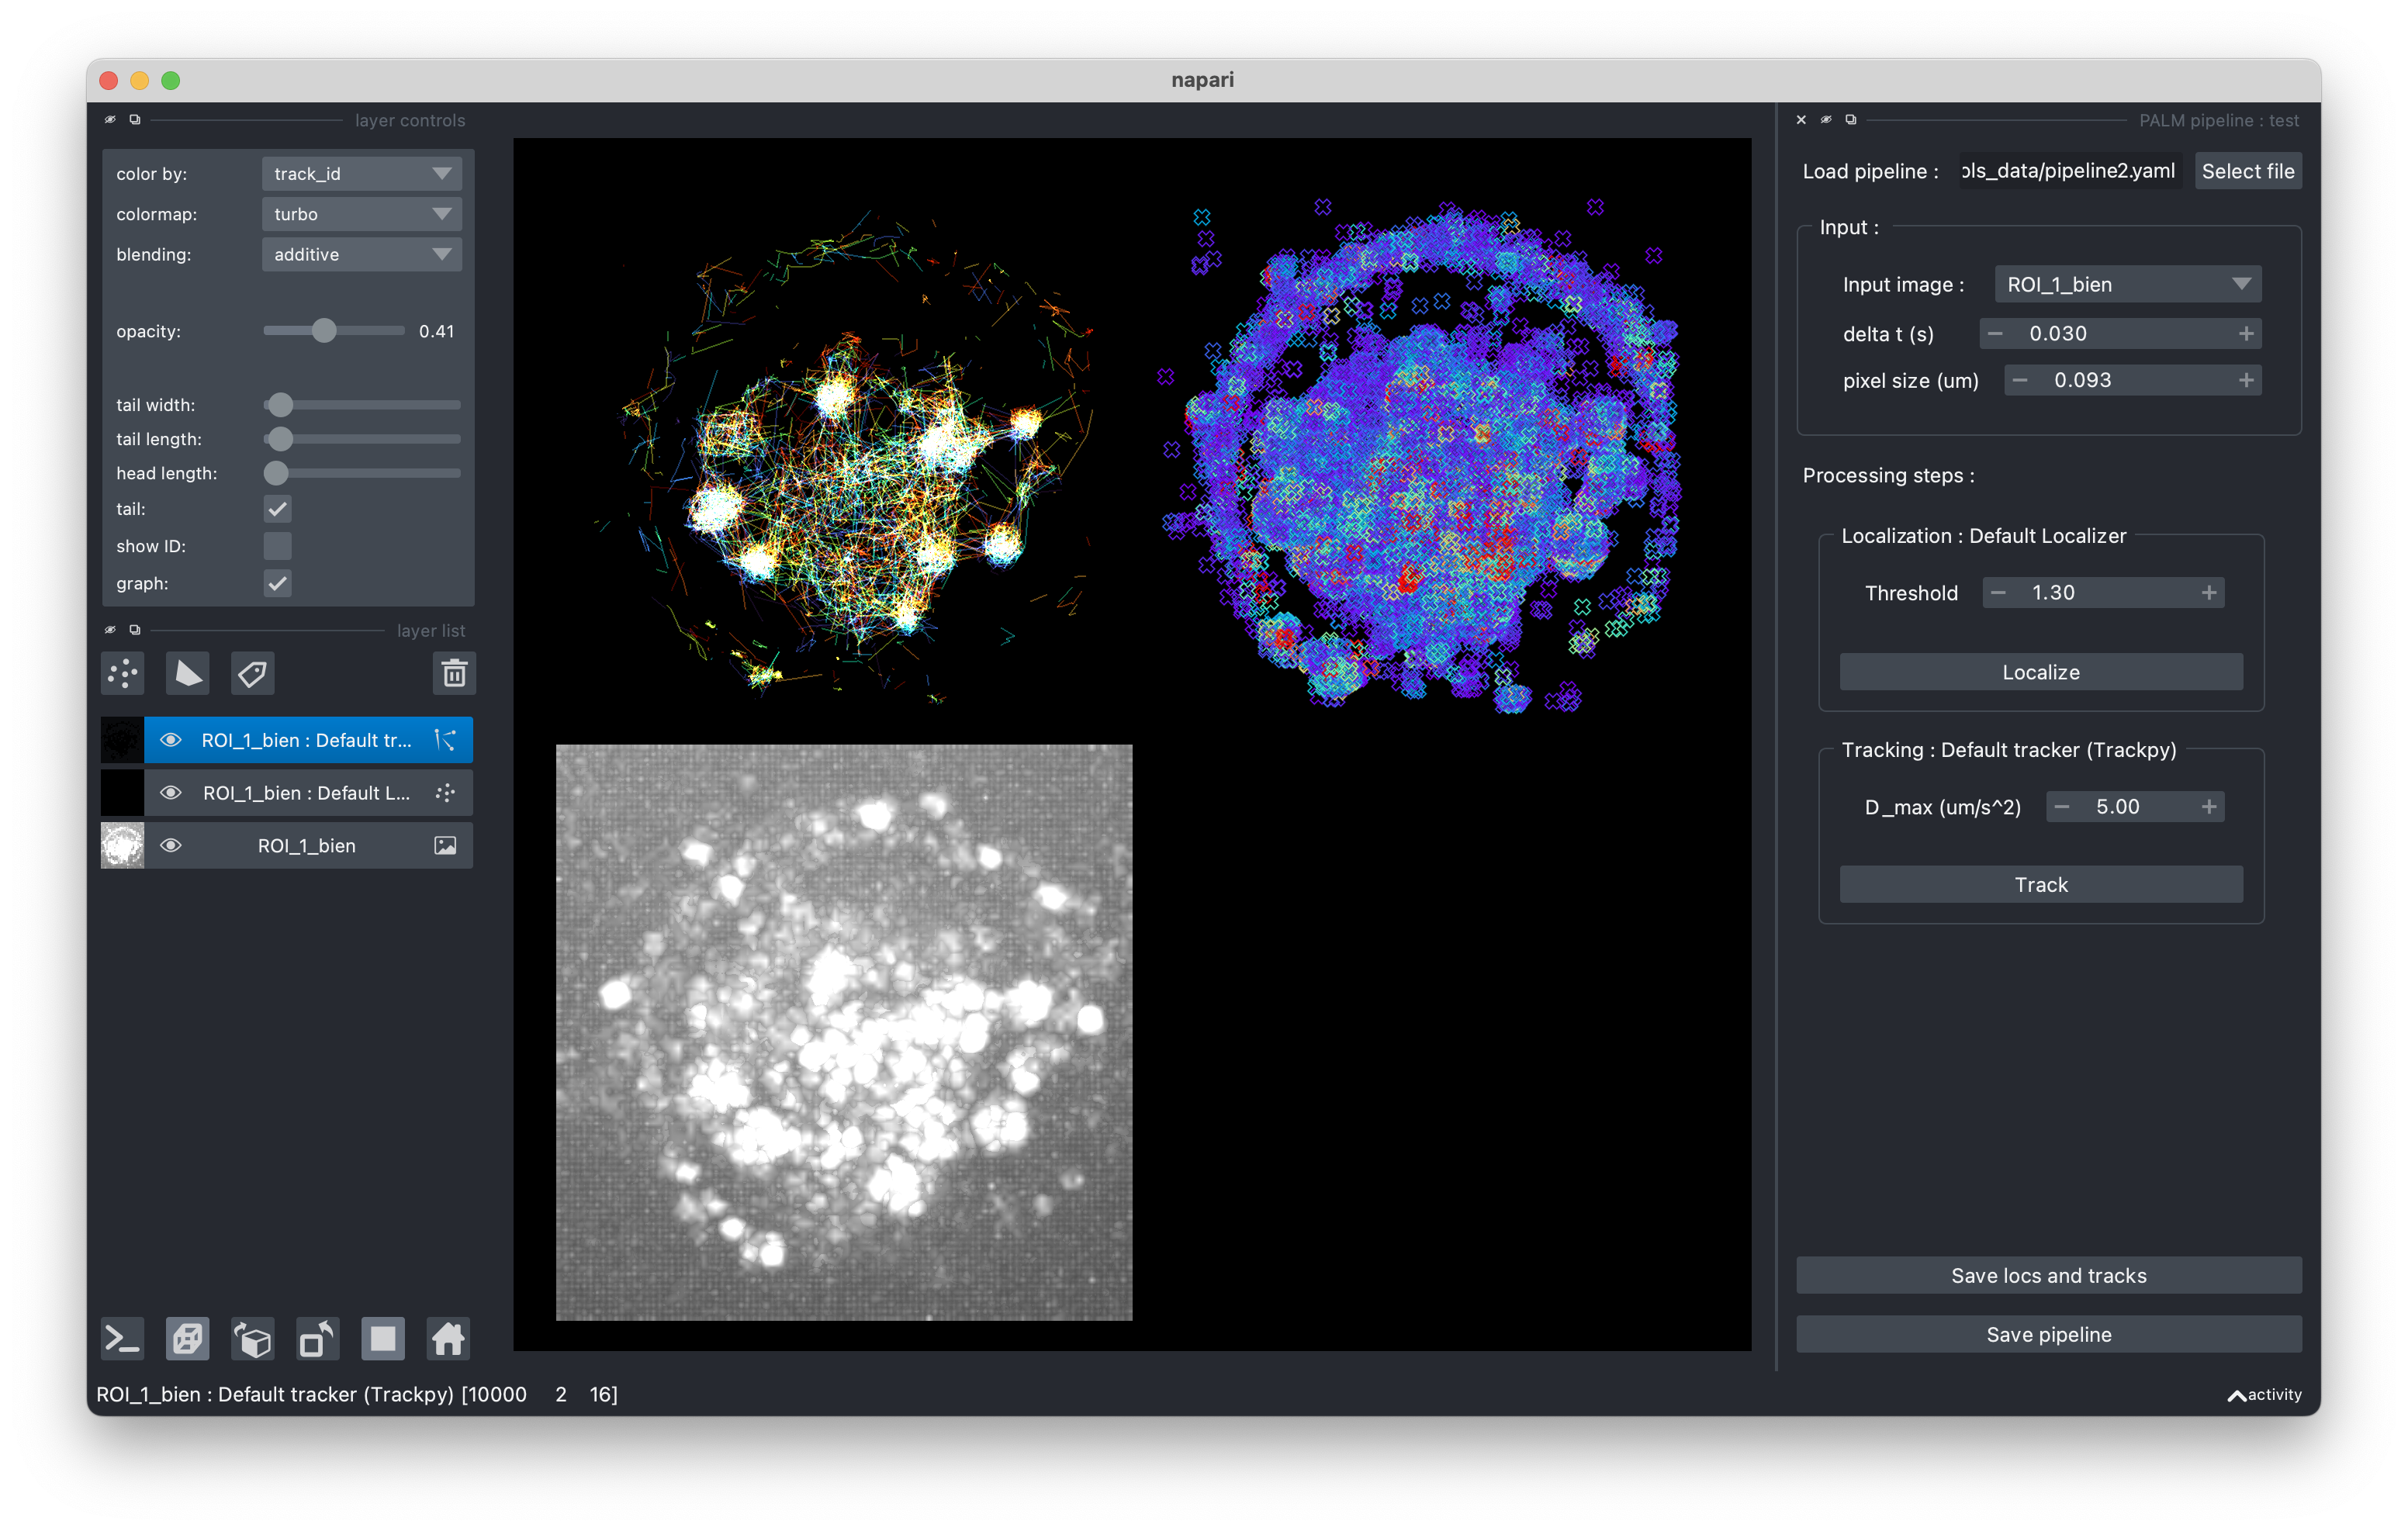 napari
layer controls
color by: track_id
colormap: turbo
blending: additive
opacity: 0.41
tail width:
tail length:
head length:
tail:
show ID:
graph:
layer list
ROI_1_bien : Default tr...
ROI_1_bien : Default L...
ROI_1_bien
ROI_1_bien : Default tracker (Trackpy) [10000 2 16]
PALM pipeline : test
Load pipeline : ols_data/pipeline2.yaml Select file
Input :
Input image : ROI_1_bien
delta t (s) 0.030
pixel size (um) 0.093
Processing steps :
Localization : Default Localizer
Threshold 1.30
Localize
Tracking : Default tracker (Trackpy)
D_max (um/s^2) 5.00
Track
Save locs and tracks
Save pipeline
activity